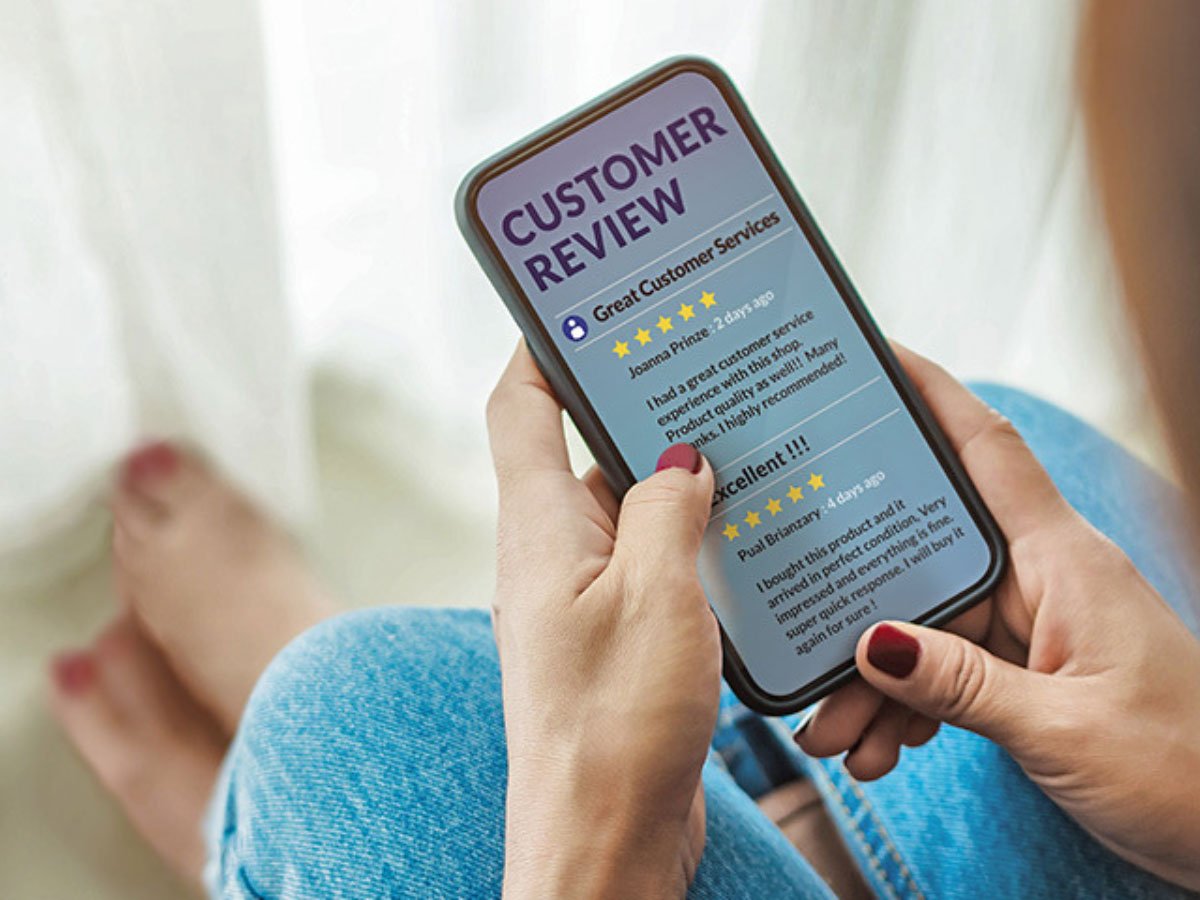 CUSTOMER
REVIEW
Great Customer Services
Joanna Prinze : 2 days ago
I had a great customer service
experience with this shop.
Product quality as well!!. Many
anks. I highly recommended!
xcellent !!!
Pual Brianzary : 4 days ago
I bought this product and it
arrived in perfect condition, Very
impressed and everything is fine.
super quick response. I will buy it
again for sure !